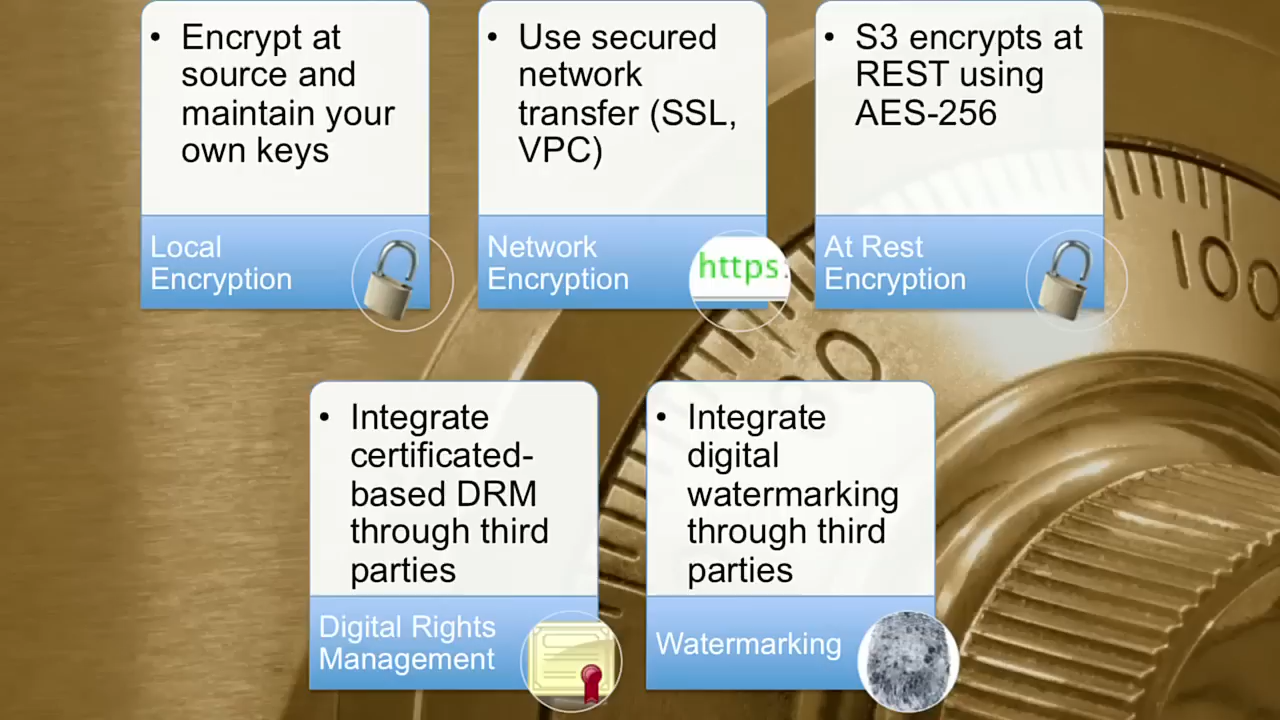 • Encrypt at
source and
maintain your
own keys
Local
Encryption
• Use secured
network
transfer (SSL,
VPC)
Network
Encryption
https:
• S3 encrypts at
REST using
AES-256
At Rest
Encryption
100
90
• Integrate
certificated-
based DRM
through third
parties
Digital Rights
Management
• Integrate
digital
watermarking
through third
parties
Watermarking